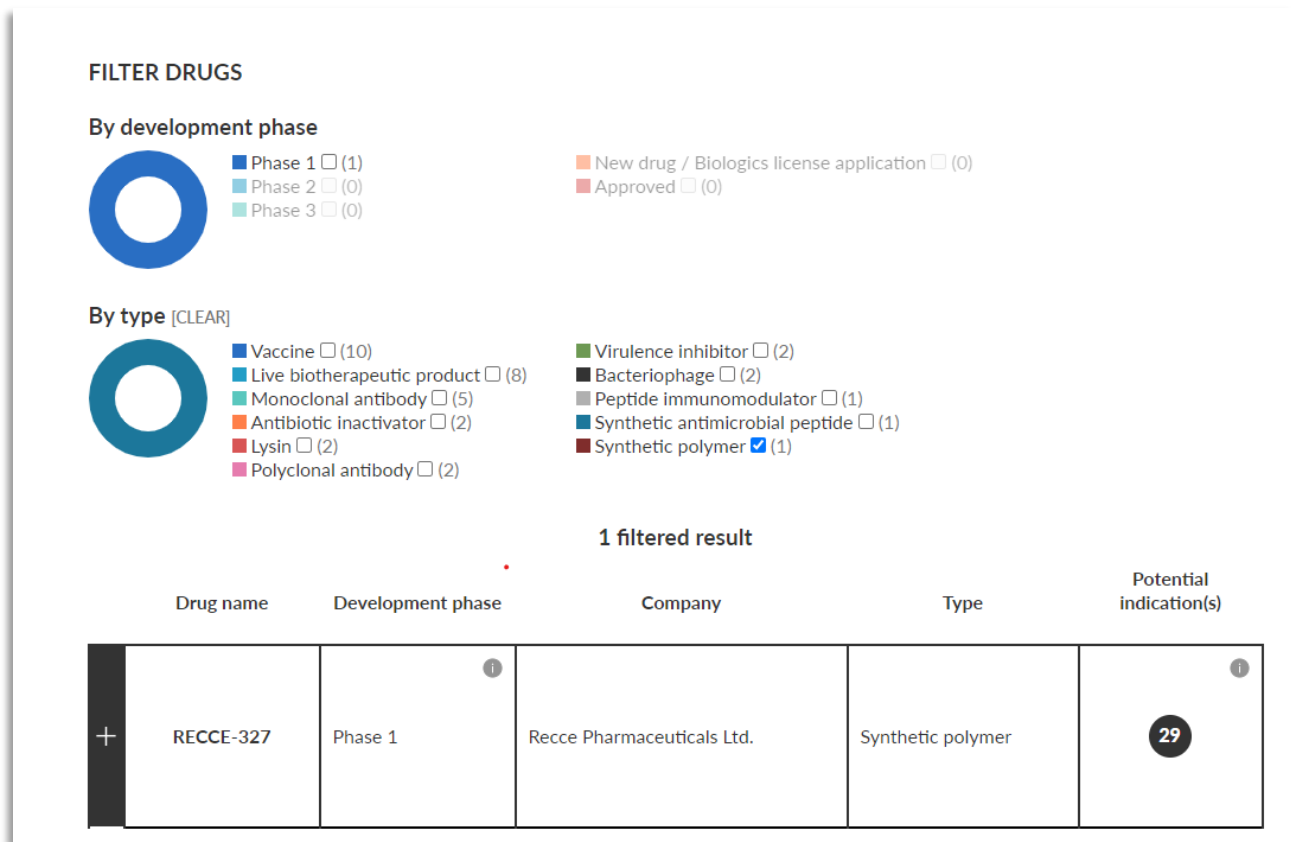 FILTER DRUGS
By development phase
Phase 1 (1)
Phase 2 (0)
Phase 3 (0)
New drug / Biologics license application (0)
Approved (0)
By type [CLEAR]
Vaccine (10)
Live biotherapeutic product (8)
Monoclonal antibody (5)
Antibiotic inactivator (2)
Lysin (2)
Polyclonal antibody (2)
Virulence inhibitor (2)
Bacteriophage (2)
Peptide immunomodulator (1)
Synthetic antimicrobial peptide (1)
Synthetic polymer (1)
1 filtered result
Drug name Development phase Company Type Potential
indication(s)
+ RECCE-327 Phase 1 Recce Pharmaceuticals Ltd. Synthetic polymer 29